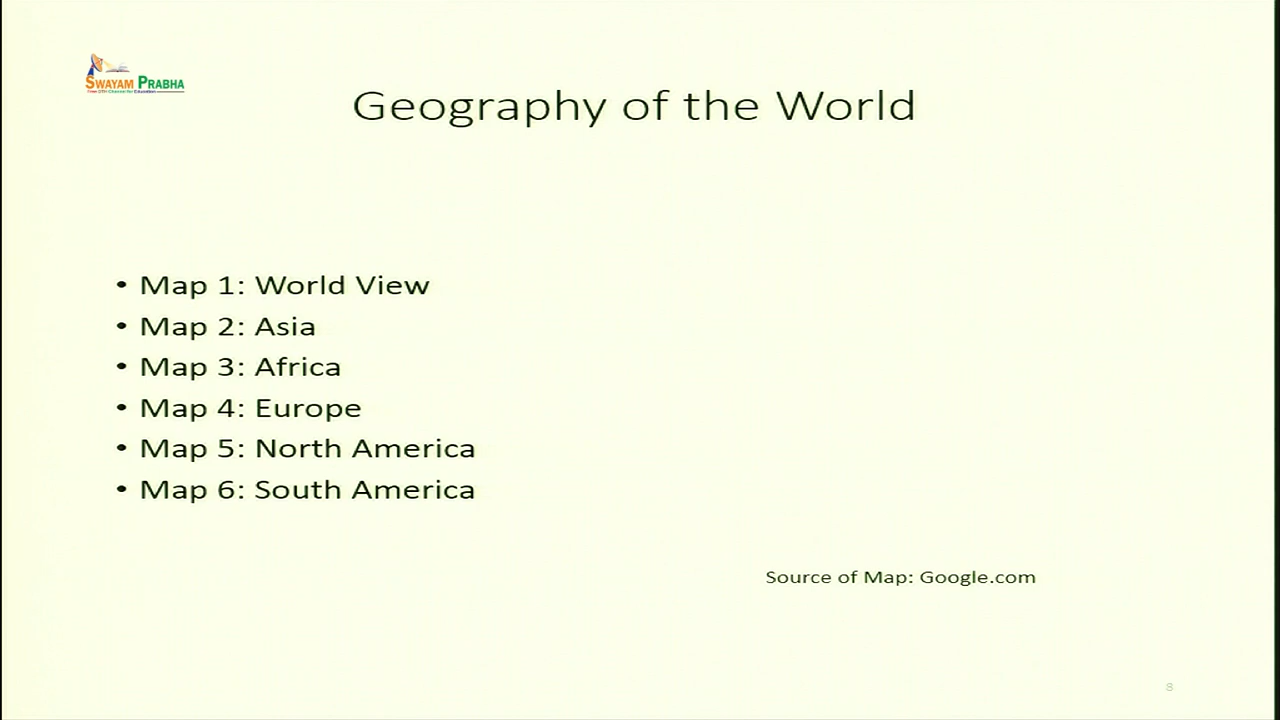 SWAYAM PRABHA
Geography of the World
• Map 1: World View
• Map 2: Asia
• Map 3: Africa
• Map 4: Europe
• Map 5: North America
• Map 6: South America
Source of Map: Google.com
8